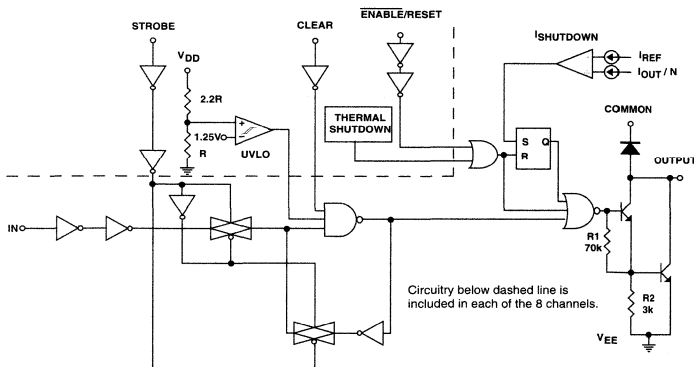 ENABLE/RESET
STROBE
CLEAR
ISHUTDOWN
VDD
IREF
IOUT / N
2.2R
COMMON
THERMAL
SHUTDOWN
S Q
R
1.25V
+
−
R
UVLO
OUTPUT
IN
R1
70k
Circuitry below dashed line is
included in each of the 8 channels.
R2
3k
VEE